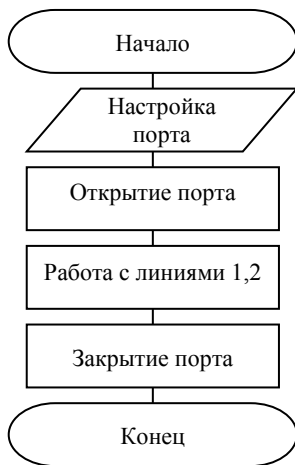 Начало
Настройка
порта
Открытие порта
Работа с линиями 1,2
Закрытие порта
Конец